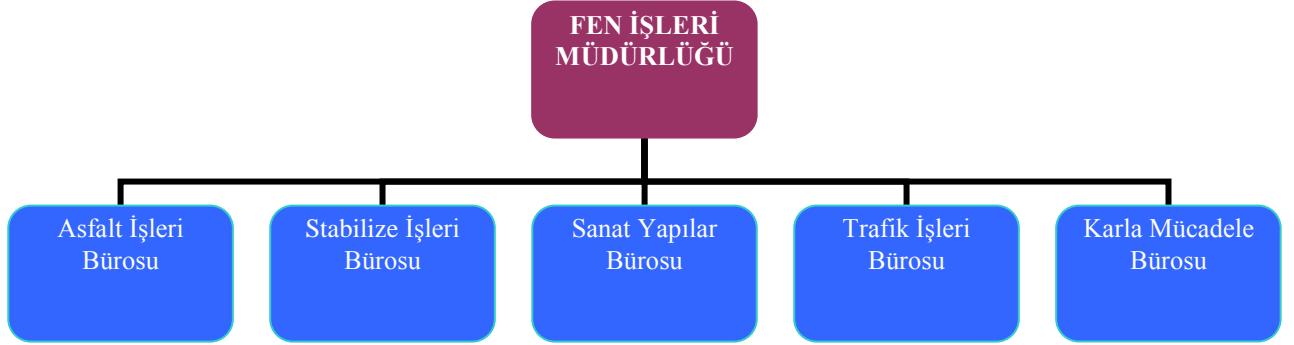 FEN İŞLERİ
MÜDÜRLÜĞÜ
Asfalt İşleri
Bürosu
Stabilize İşleri
Bürosu
Sanat Yapılar
Bürosu
Trafik İşleri
Bürosu
Karla Mücadele
Bürosu